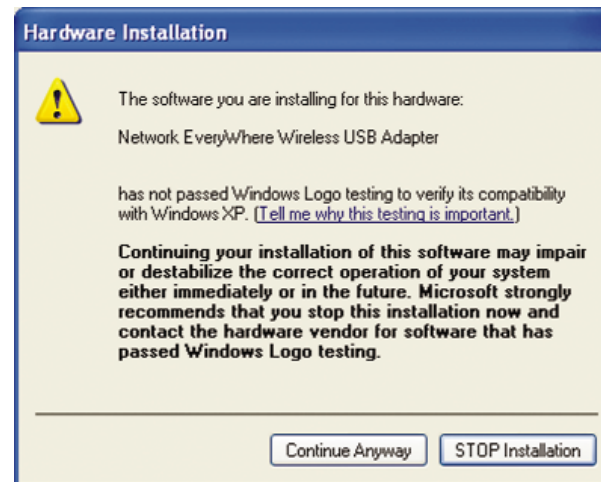 Hardware Installation
The software you are installing for this hardware:
Network EveryWhere Wireless USB Adapter
has not passed Windows Logo testing to verify its compatibility
with Windows XP. (Tell me why this testing is important.)
Continuing your installation of this software may impair
or destabilize the correct operation of your system
either immediately or in the future. Microsoft strongly
recommends that you stop this installation now and
contact the hardware vendor for software that has
passed Windows Logo testing.
Continue Anyway STOP Installation